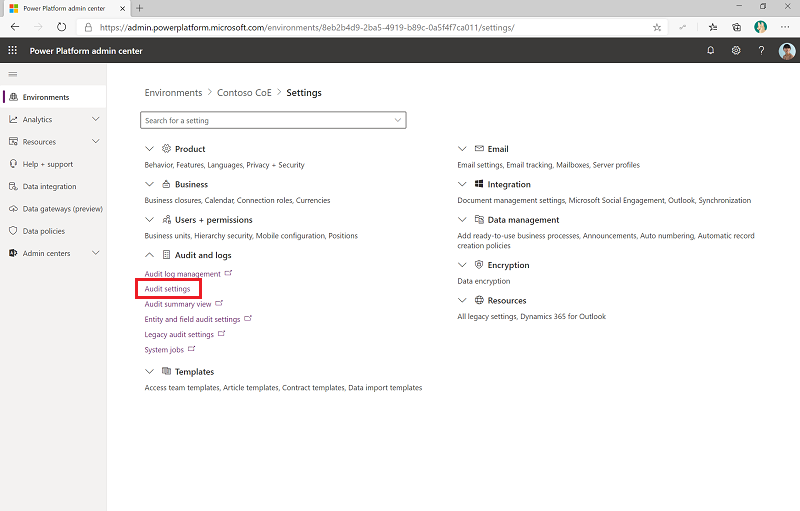 Power Platform admin center
https://admin.powerplatform.microsoft.com/environments/8eb2b4d9-2ba5-4919-b89c-0a5f4f7ca011/settings/
Power Platform admin center
Environments
Analytics
Resources
Help + support
Data integration
Data gateways (preview)
Data policies
Admin centers
Environments > Contoso CoE > Settings
Search for a setting
Product
Behavior, Features, Languages, Privacy + Security
Business
Business closures, Calendar, Connection roles, Currencies
Users + permissions
Business units, Hierarchy security, Mobile configuration, Positions
Audit and logs
Audit log management
Audit settings
Audit summary view
Entity and field audit settings
Legacy audit settings
System jobs
Templates
Access team templates, Article templates, Contract templates, Data import templates
Email
Email settings, Email tracking, Mailboxes, Server profiles
Integration
Document management settings, Microsoft Social Engagement, Outlook, Synchronization
Data management
Add ready-to-use business processes, Announcements, Auto numbering, Automatic record
creation policies
Encryption
Data encryption
Resources
All legacy settings, Dynamics 365 for Outlook